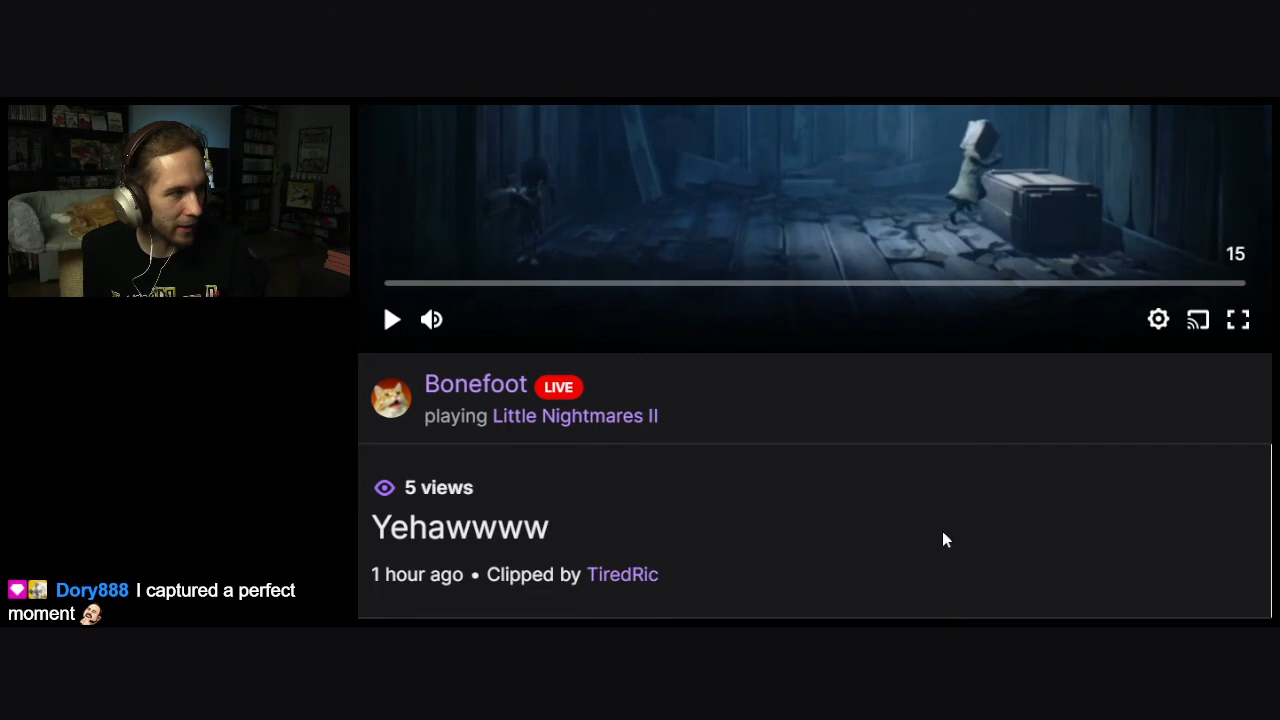 15
Bonefoot LIVE
playing Little Nightmares II
5 views
Yehawwww
1 hour ago • Clipped by TiredRic
Dory888 I captured a perfect
moment